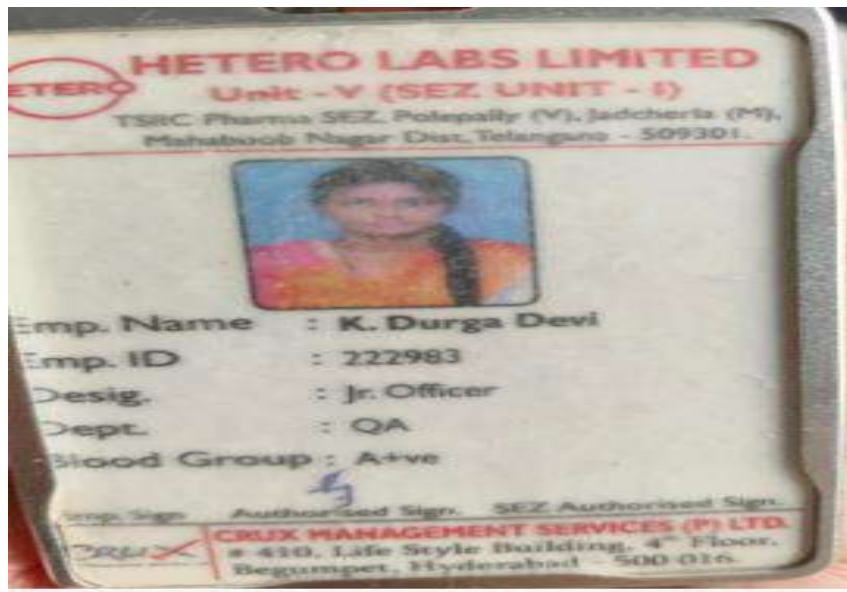 HETERO LABS LIMITED
ETERO
Unit - V (SEZ UNIT - I)
TSIIC Pharma SEZ, Polepally (V), Jadcherla (M),
Mahaboob Nagar Dist, Telangana - 509301.
Emp. Name : K. Durga Devi
Emp. ID : 222983
Desig. : Jr. Officer
Dept. : QA
Blood Group : A+ve
Emp. Sign Authorised Sign. SEZ Authorised Sign.
CRUX
CRUX MANAGEMENT SERVICES (P) LTD.
# 410, Life Style Building, 4th Floor,
Begumpet, Hyderabad 500 016